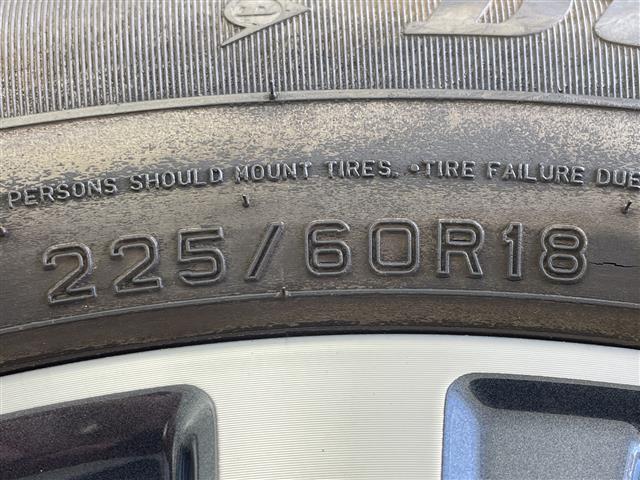 PERSONS SHOULD MOUNT TIRES. •TIRE FAILURE DUE
225/60R18